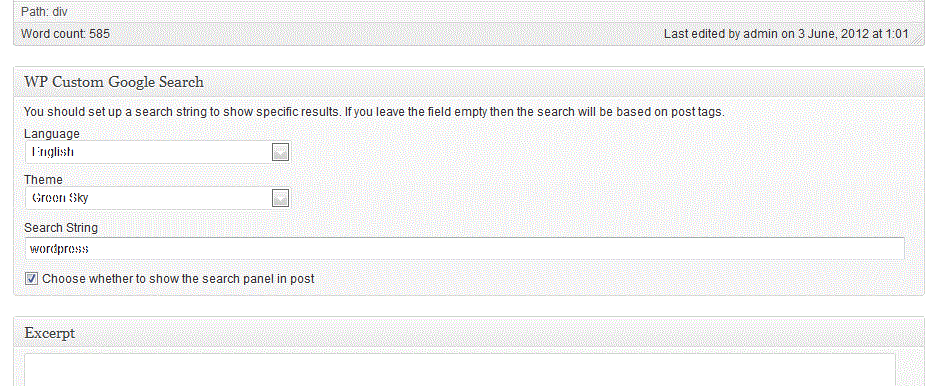 Path: div
Word count: 585 Last edited by admin on 3 June, 2012 at 1:01
WP Custom Google Search
You should set up a search string to show specific results. If you leave the field empty then the search will be based on post tags.
Language
English
Theme
Green Sky
Search String
wordpress
Choose whether to show the search panel in post
Excerpt